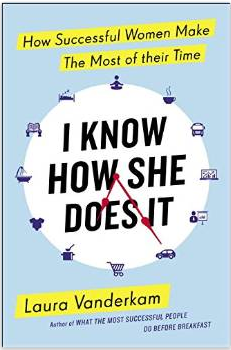 How Successful Women Make
The Most of their Time
I KNOW
HOW SHE
DOES IT
Laura Vanderkam
Author of WHAT THE MOST SUCCESSFUL PEOPLE
DO BEFORE BREAKFAST